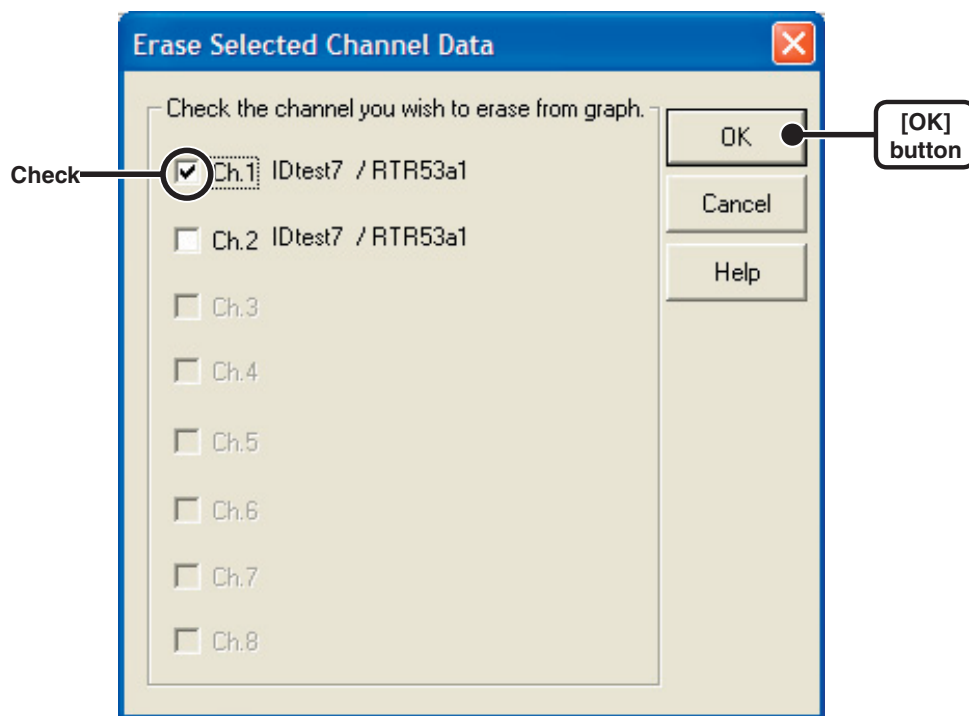 Erase Selected Channel Data
Check the channel you wish to erase from graph.
OK
[OK]
button
Check
Ch.1 IDtest7 / RTR53a1
Cancel
Ch.2 IDtest7 / RTR53a1
Help
Ch.3
Ch.4
Ch.5
Ch.6
Ch.7
Ch.8